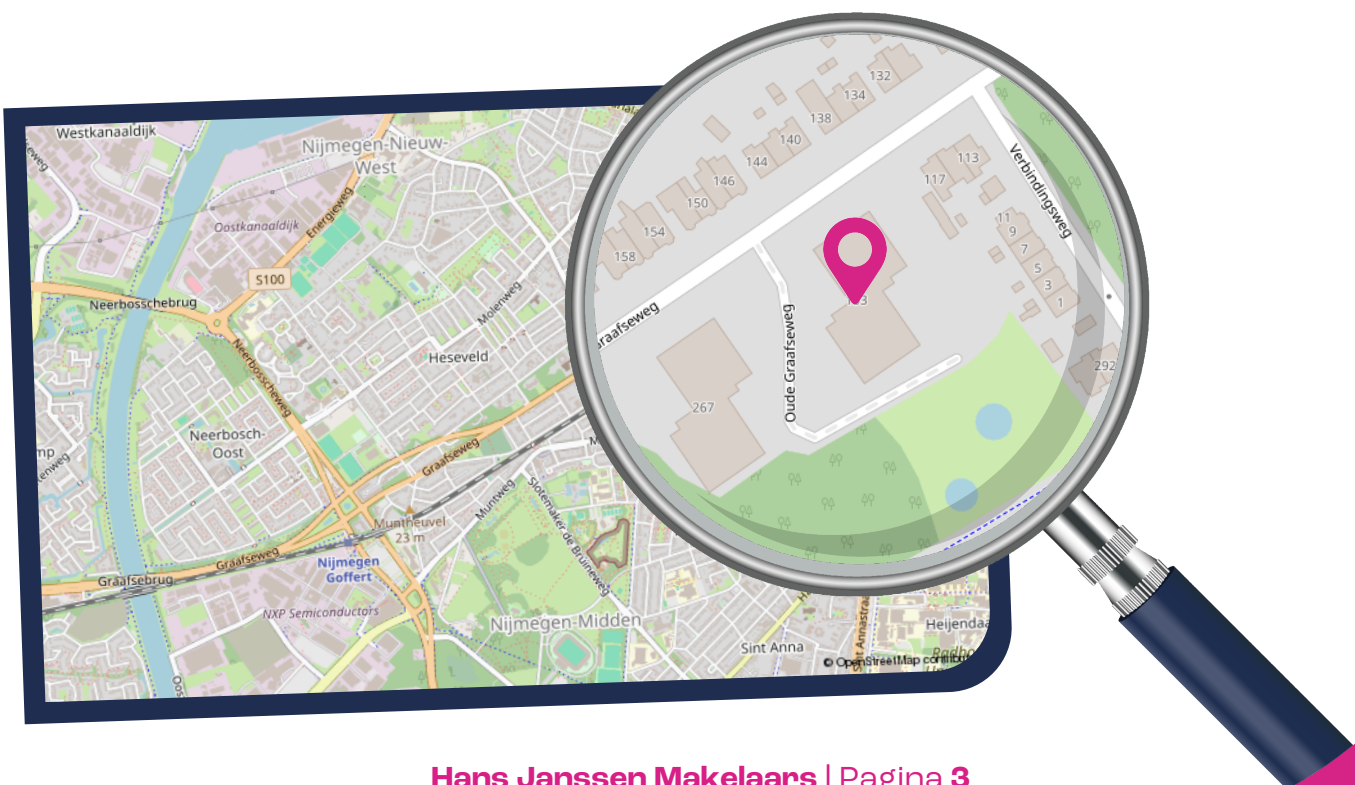 Westkanaaldijk
Nijmegen-Nieuw-
West
Oostkanaaldijk
Energieweg
S100
Neerbosschebrug
Molenweg
Heseveld
Neerbosscheweg
Neerbosch-
Oost
Graafseweg
Muntweg
Slotemaker de Bruïneweg
Muntheuvel
23 m
Graafseweg
Nijmegen
Goffert
Graafsebrug
NXP Semiconductors
Nijmegen-Midden
Sint Anna
Heijendaa
© OpenStreetMap contribu
132
134
138
140
144
146
150
154
158
113
117
Verbindingsweg
11
9
7
5
3
1
292
Oude Graafseweg
267
Hans Janssen Makelaars | Pagina 3